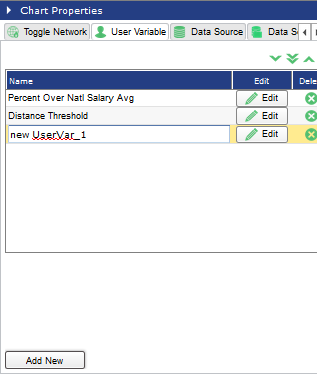 Chart Properties
Toggle Network User Variable Data Source Data S
Name Edit Dele
Percent Over Natl Salary Avg Edit
Distance Threshold Edit
new UserVar_1 Edit
Add New